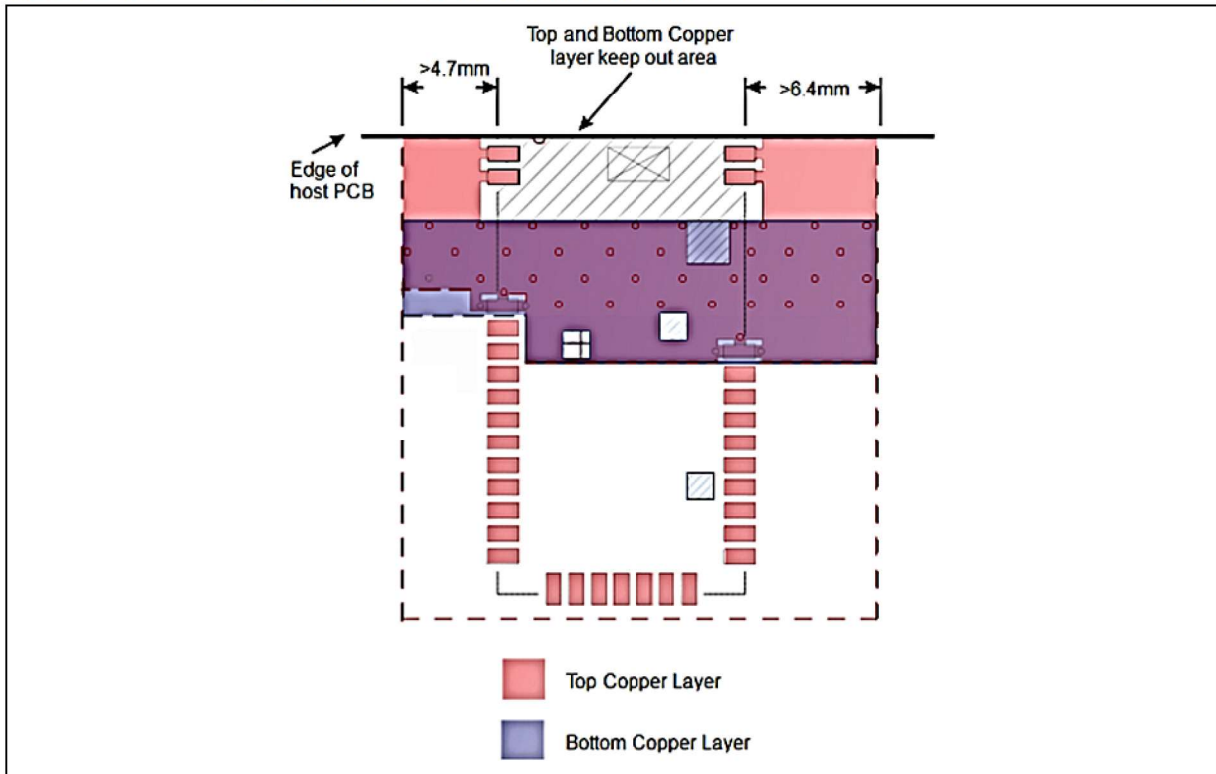 Top and Bottom Copper
layer keep out area
>4.7mm
>6.4mm
Edge of
host PCB
Top Copper Layer
Bottom Copper Layer